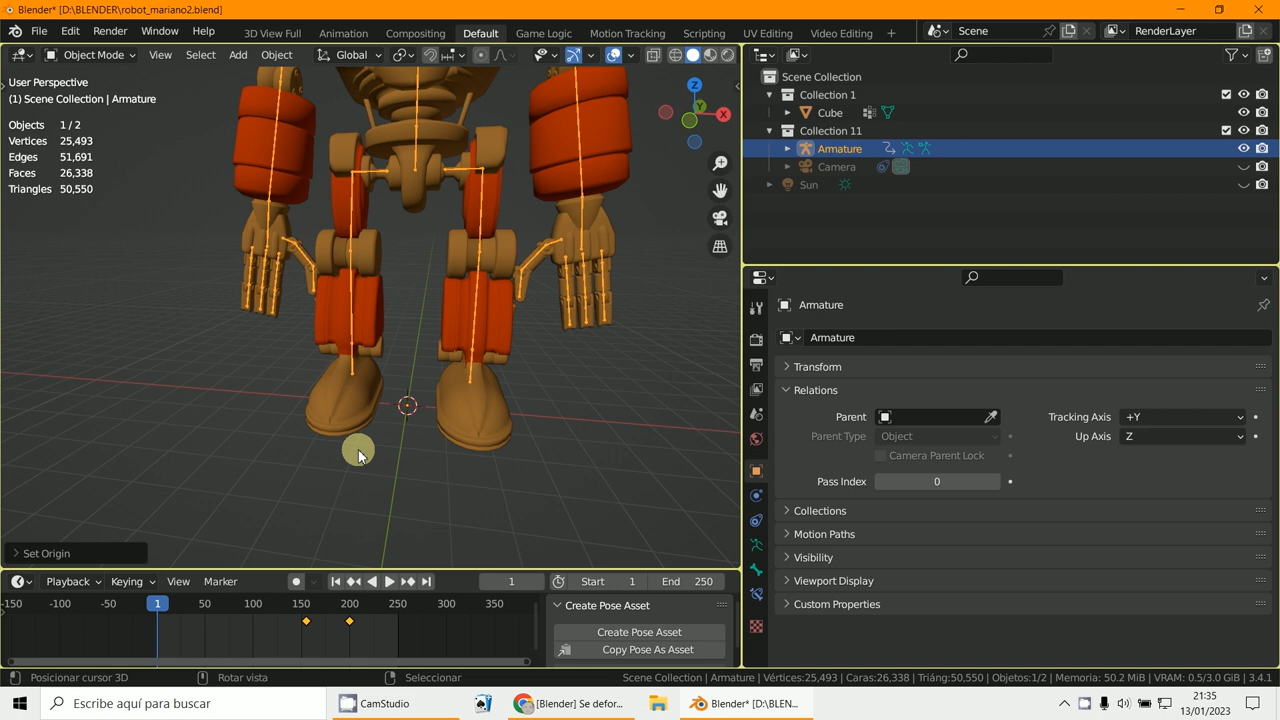 Blender* [D:\BLENDER\robot_mariano2.blend]
File Edit Render Window Help 3D View Full Animation Compositing Default Game Logic Motion Tracking Scripting UV Editing Video Editing + Scene RenderLayer
Object Mode View Select Add Object Global
User Perspective
(1) Scene Collection | Armature
Objects 1 / 2
Vertices 25,493
Edges 51,691
Faces 26,338
Triangles 50,550
Z
Y
X
Set Origin
Scene Collection
Collection 1
Cube
Collection 11
Armature
Camera
Sun
Armature
Armature
Transform
Relations
Parent Tracking Axis +Y
Parent Type Object Up Axis Z
Camera Parent Lock
Pass Index 0
Collections
Motion Paths
Visibility
Viewport Display
Custom Properties
Playback Keying View Marker 1 Start 1 End 250
-150 -100 -50 1 50 100 150 200 250 300 350
Create Pose Asset
Create Pose Asset
Copy Pose As Asset
Posicionar cursor 3D Rotar vista Seleccionar Scene Collection | Armature | Vértices:25,493 | Caras:26,338 | Triáng:50,550 | Objetos:1/2 | Memoria: 50.2 MiB | VRAM: 0.5/3.0 GiB | 3.4.1
Escribe aquí para buscar CamStudio [Blender] Se defor... Blender* [D:\BLEN... 21:35
13/01/2023